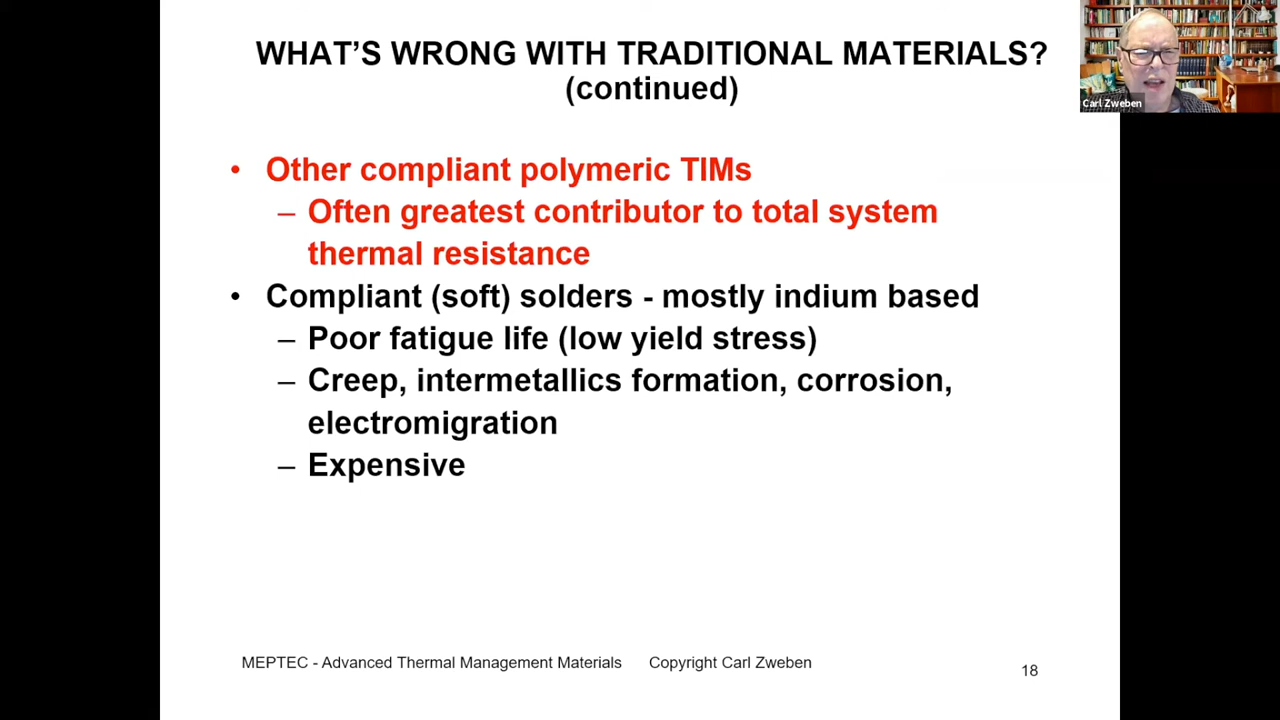 WHAT'S WRONG WITH TRADITIONAL MATERIALS?
(continued)
Carl Zweben
• Other compliant polymeric TIMs
– Often greatest contributor to total system
thermal resistance
• Compliant (soft) solders - mostly indium based
– Poor fatigue life (low yield stress)
– Creep, intermetallics formation, corrosion,
electromigration
– Expensive
MEPTEC - Advanced Thermal Management Materials Copyright Carl Zweben
18